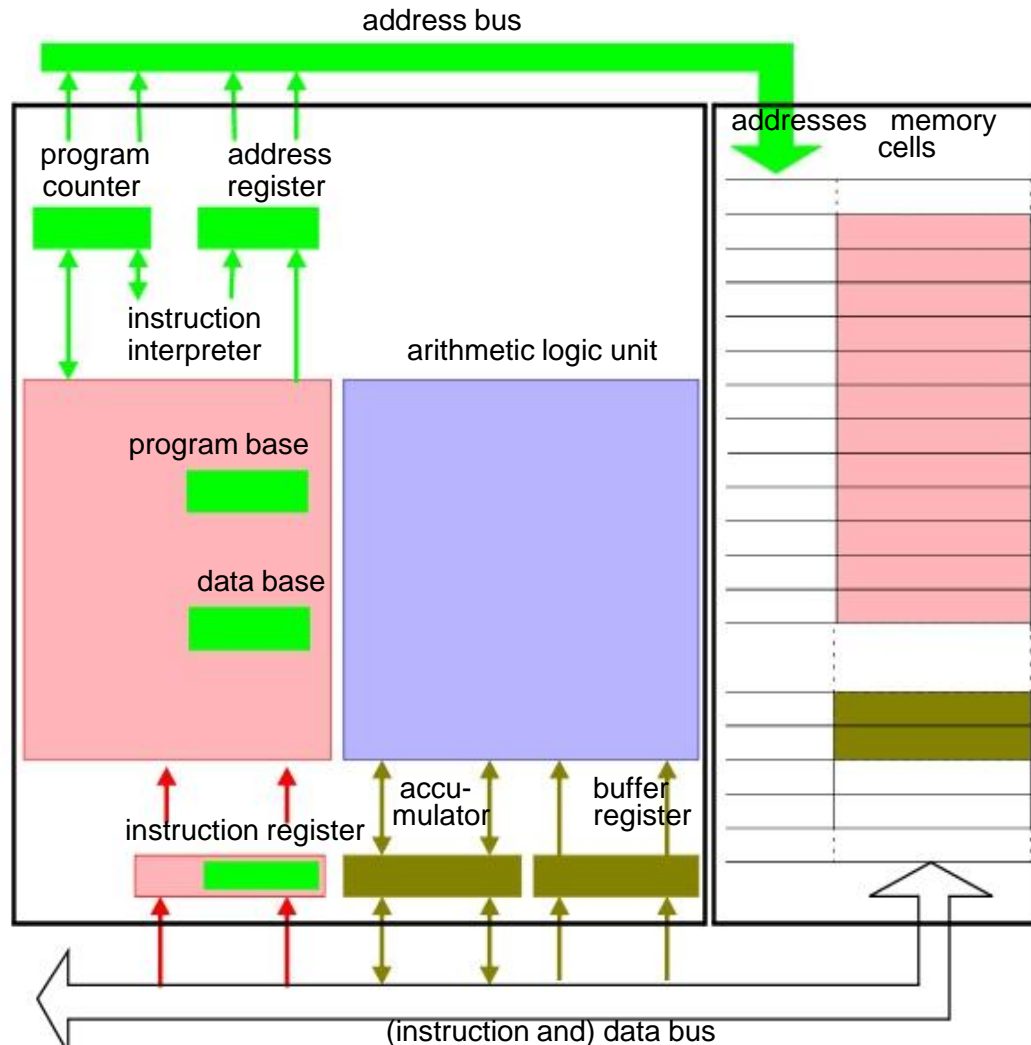 address bus
addresses memory
cells
program
counter
address
register
instruction
interpreter
arithmetic logic unit
program base
data base
accu-
mulator
buffer
register
instruction register
(instruction and) data bus